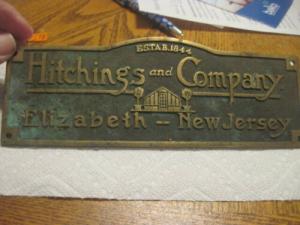 ESTAB. 1844
Hitchings and Company
Elizabeth -- New Jersey